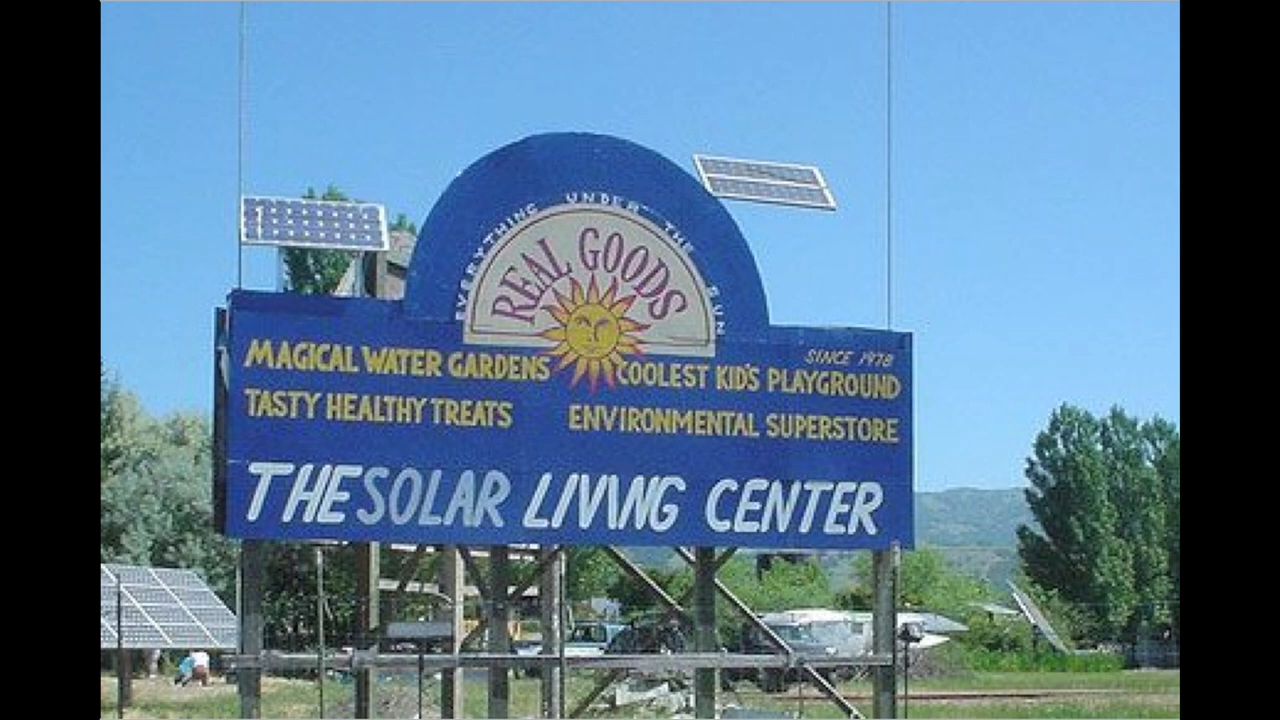 EVERYTHING UNDER THE SUN
REAL GOODS
SINCE 1978
MAGICAL WATER GARDENS COOLEST KID'S PLAYGROUND
TASTY HEALTHY TREATS ENVIRONMENTAL SUPERSTORE
THE SOLAR LIVING CENTER